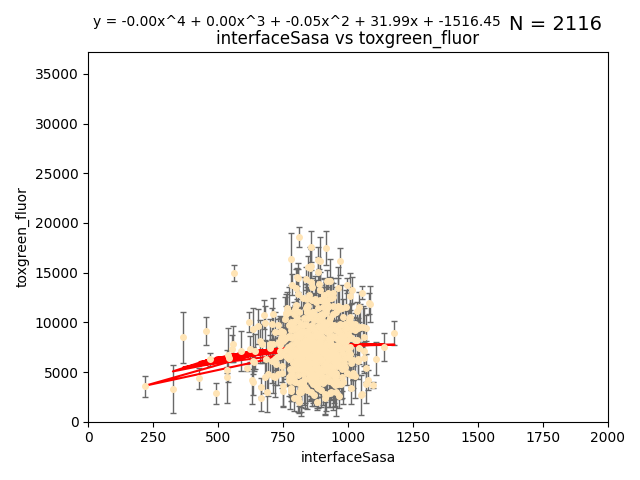 y = -0.00x^4 + 0.00x^3 + -0.05x^2 + 31.99x + -1516.45
N = 2116
interfaceSasa vs toxgreen_fluor
toxgreen_fluor
35000
30000
25000
20000
15000
10000
5000
0
0 250 500 750 1000 1250 1500 1750 2000
interfaceSasa